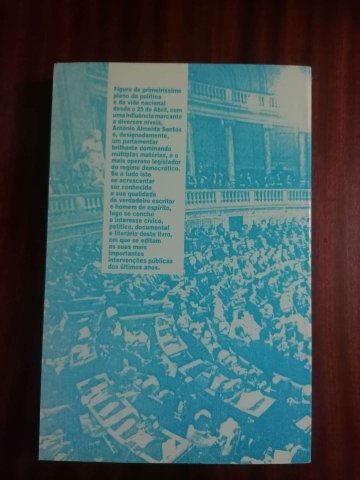 Figura de primeiríssimo
plano da política
e da vida nacional
desde o 25 de Abril, com
uma influência marcante
a diversos níveis,
António Almeida Santos
é, designadamente,
um parlamentar
brilhante dominando
múltiplas matérias, e o
mais operoso legislador
do regime democrático.
Se a tudo isto
se acrescentar
ser conhecida
a sua qualidade
de verdadeiro escritor
e homem de espírito,
logo se conclui
o interesse cívico,
político, documental
e literário deste livro,
em que se editam
as suas mais
importantes
intervenções públicas
dos últimos anos.